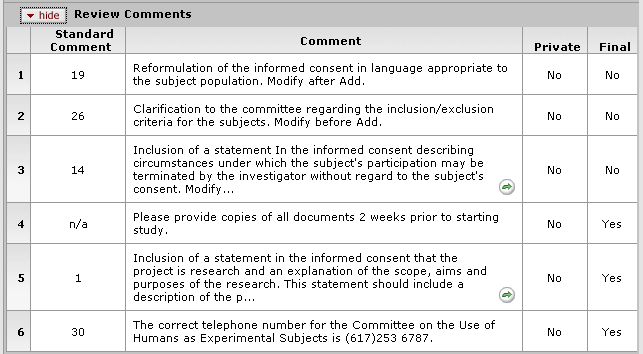 hide Review Comments
Standard Comment Comment Private Final
1 19 Reformulation of the informed consent in language appropriate to No No
the subject population. Modify after Add.
2 26 Clarification to the committee regarding the inclusion/exclusion No No
criteria for the subjects. Modify before Add.
3 14 Inclusion of a statement In the informed consent describing No No
circumstances under which the subject's participation may be
terminated by the investigator without regard to the subject's
consent. Modify...
4 n/a Please provide copies of all documents 2 weeks prior to starting No Yes
study.
5 1 Inclusion of a statement in the informed consent that the No Yes
project is research and an explanation of the scope, aims and
purposes of the research. This statement should include a
description of the p...
6 30 The correct telephone number for the Committee on the Use of No Yes
Humans as Experimental Subjects is (617)253 6787.